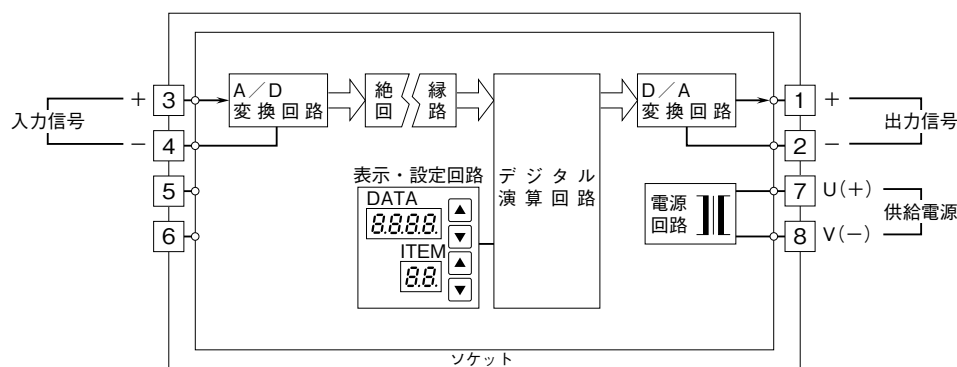 入力信号
+ 3
− 4
5
6
A／D
変換回路
絶縁
回路
デジタル
演算回路
D／A
変換回路
表示・設定回路
DATA
8.8.8.8.
▲
▼
ITEM
8.8.
▲
▼
電源
回路
1 +
2 −
出力信号
7 U(+)
8 V(−)
供給電源
ソケット